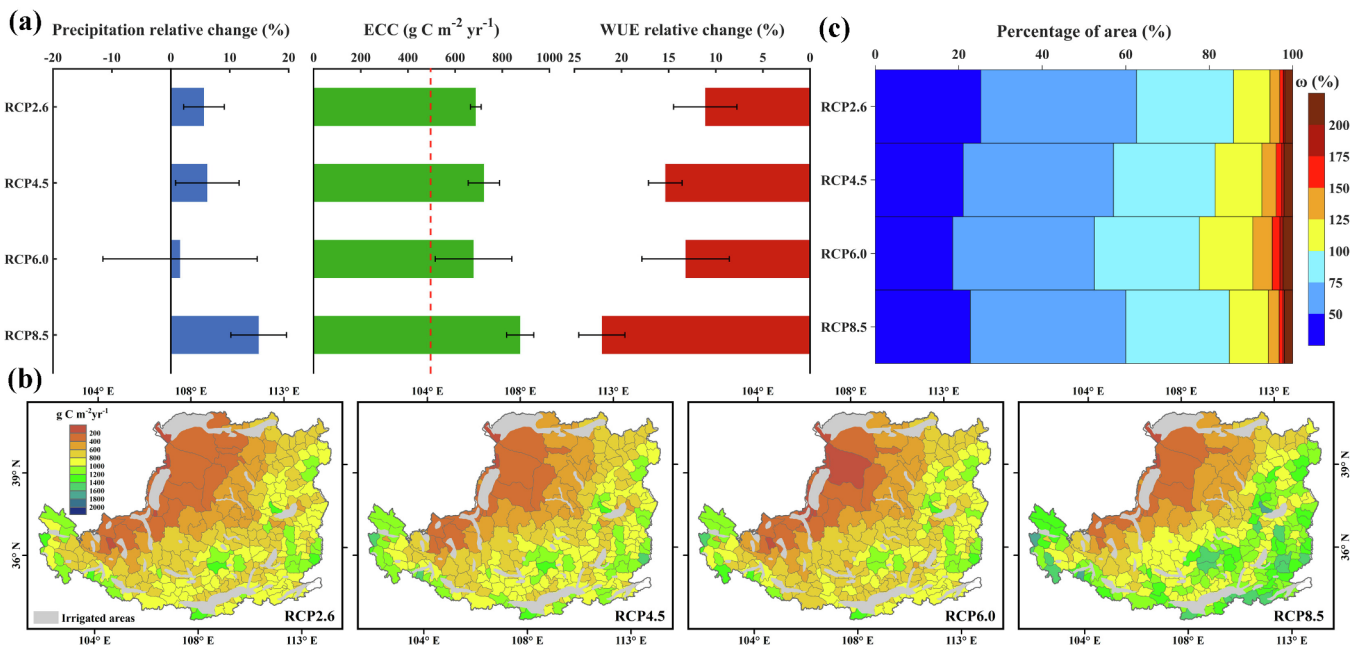 (a)
Precipitation relative change (%)
ECC (g C m⁻² yr⁻¹)
WUE relative change (%)
(c)
Percentage of area (%)
-20 -10 0 10 20
0 200 400 600 800 1000
25 20 15 10 5 0
0 20 40 60 80 100
ω (%)
RCP2.6
RCP4.5
RCP6.0
RCP8.5
RCP2.6
RCP4.5
RCP6.0
RCP8.5
200
175
150
125
100
75
50
(b)
104° E 108° E 113° E
104° E 108° E 113° E
104° E 108° E 113° E
104° E 108° E 113° E
g C m⁻²yr⁻¹
200
400
600
800
1000
1200
1400
1600
1800
2000
39° N
36° N
39° N
36° N
Irrigated areas
RCP2.6
RCP4.5
RCP6.0
RCP8.5
104° E 108° E 113° E
104° E 108° E 113° E
104° E 108° E 113° E
104° E 108° E 113° E